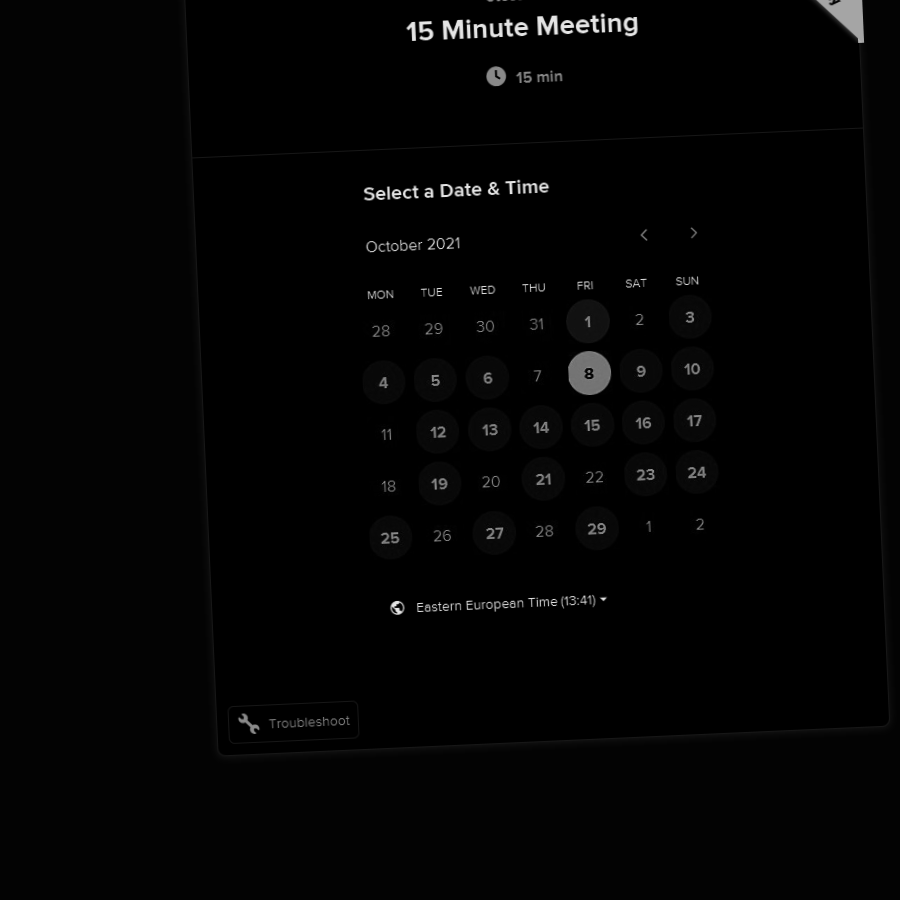 15 Minute Meeting
15 min
Select a Date & Time
October 2021
MON TUE WED THU FRI SAT SUN
28 29 30 31 1 2 3
4 5 6 7 8 9 10
11 12 13 14 15 16 17
18 19 20 21 22 23 24
25 26 27 28 29 1 2
Eastern European Time (13:41)
Troubleshoot